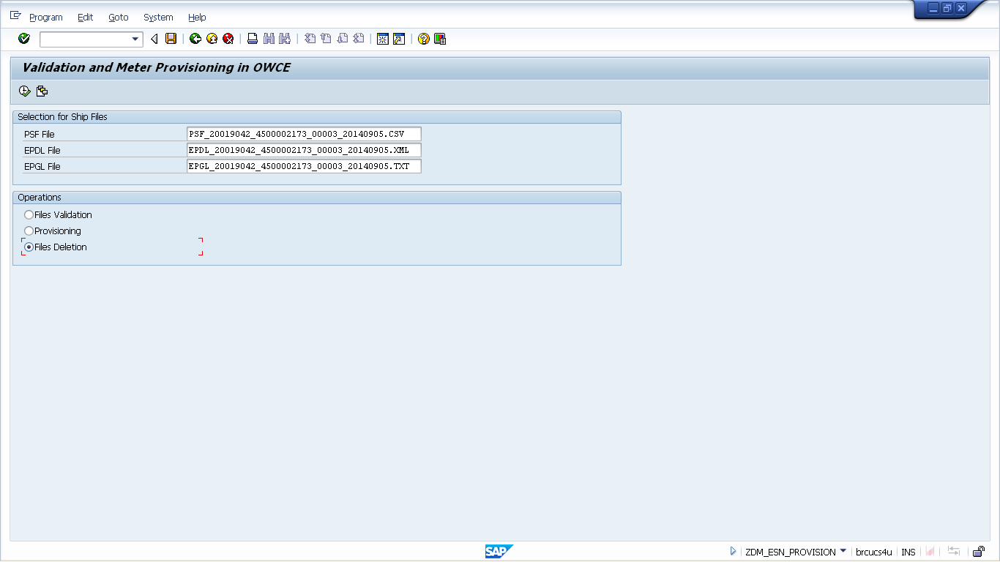 Program Edit Goto System Help
Validation and Meter Provisioning in OWCE
Selection for Ship Files
PSF File PSF_20019042_4500002173_00003_20140905.CSV
EPDL File EPDL_20019042_4500002173_00003_20140905.XML
EPGL File EPGL_20019042_4500002173_00003_20140905.TXT
Operations
Files Validation
Provisioning
Files Deletion
SAP ZDM_ESN_PROVISION brcucs4u INS